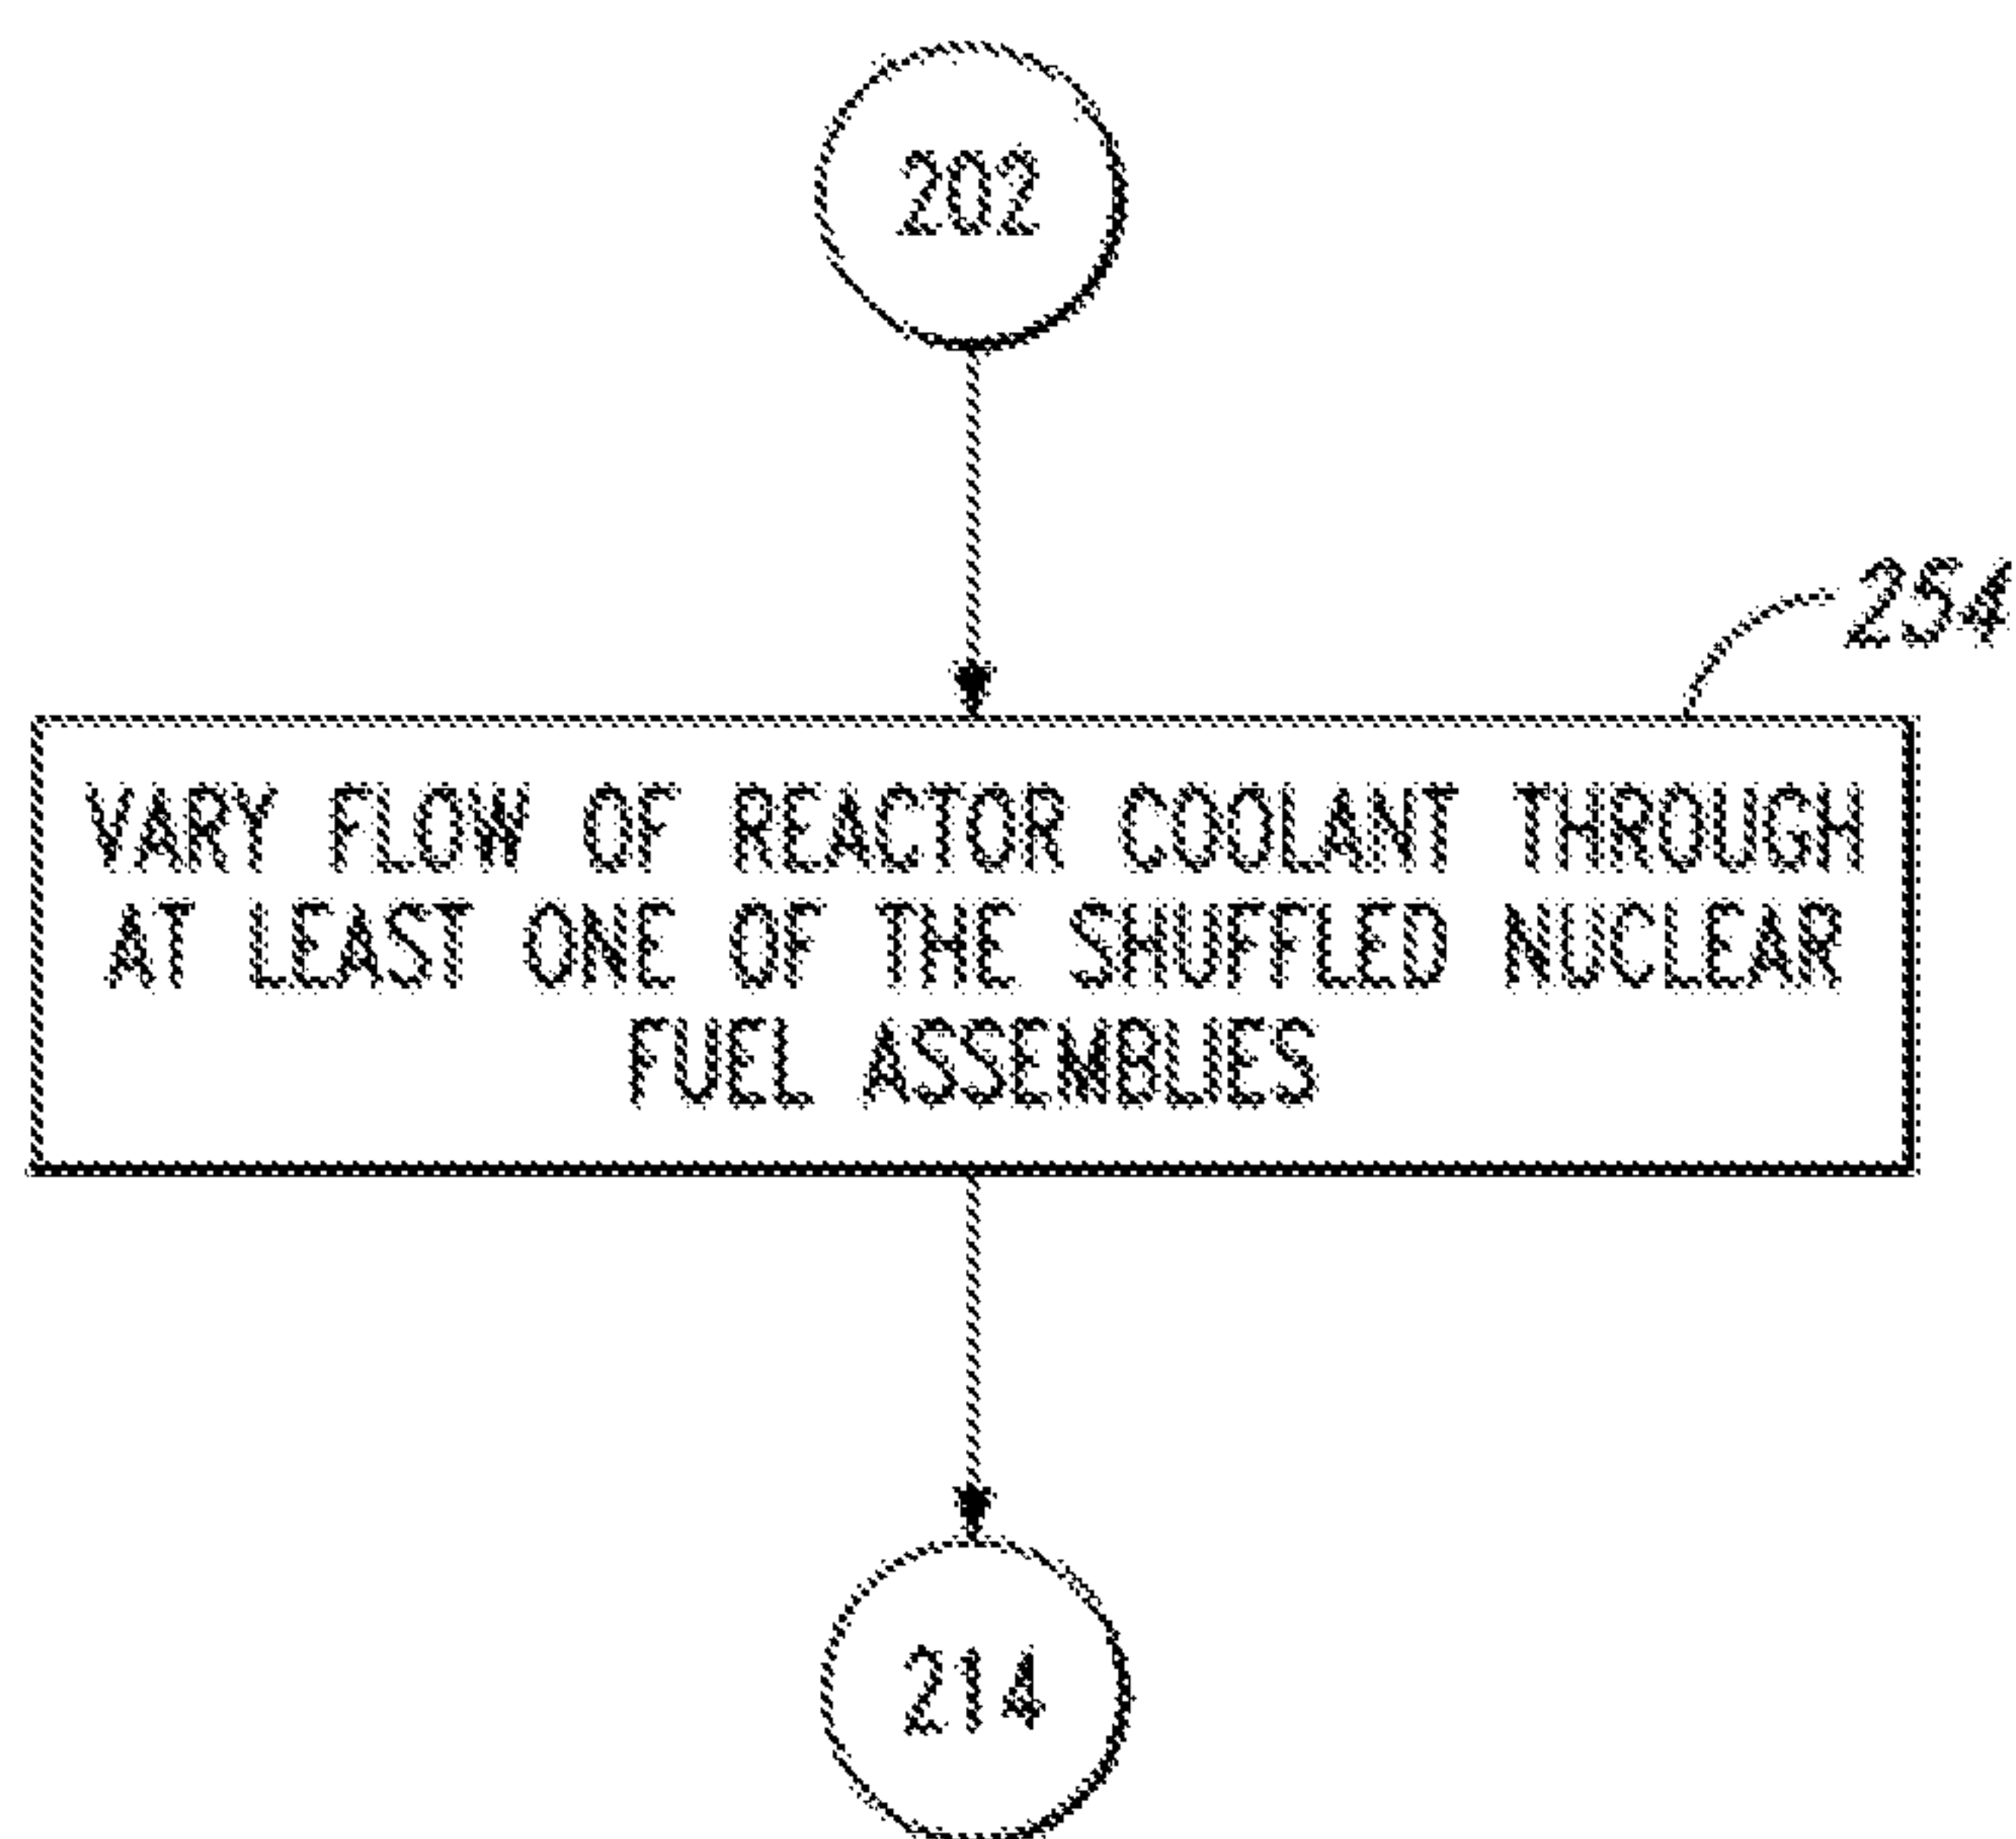 202
254
VARY FLOW OF REACTOR COOLANT THROUGH
AT LEAST ONE OF THE SHUFFLED NUCLEAR
FUEL ASSEMBLIES
214